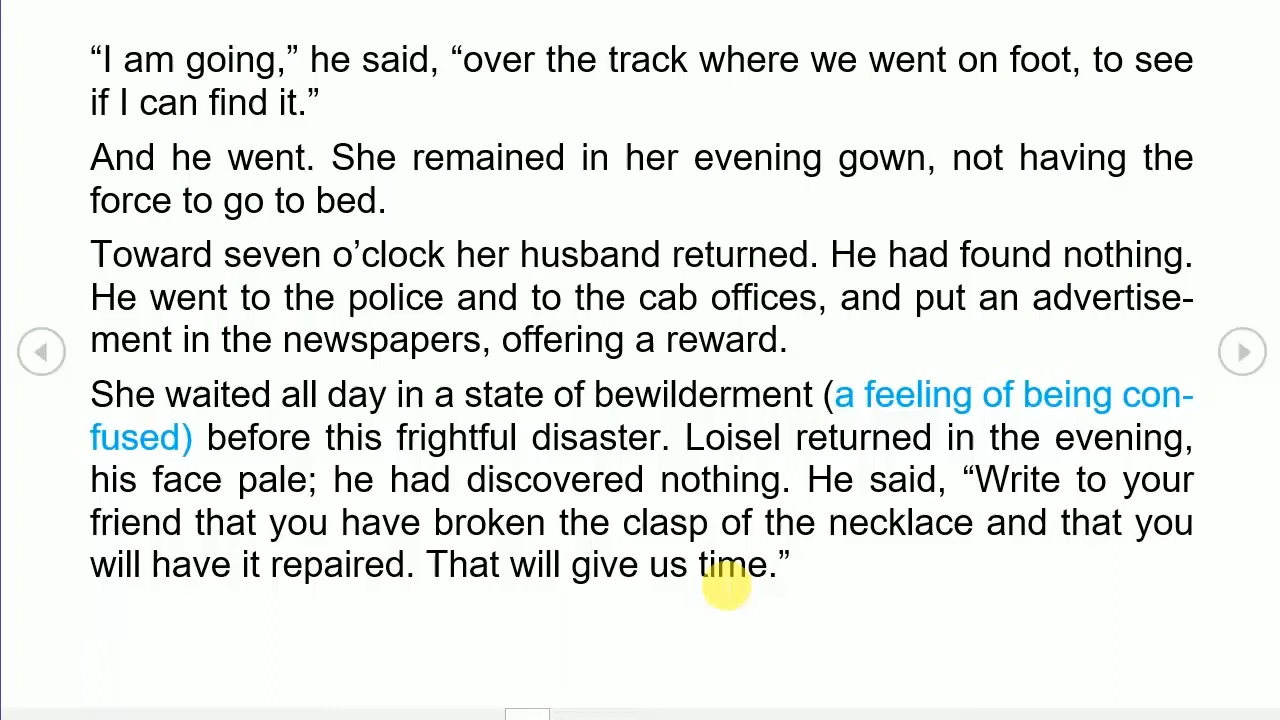 “I am going,” he said, “over the track where we went on foot, to see
if I can find it.”
And he went. She remained in her evening gown, not having the
force to go to bed.
Toward seven o’clock her husband returned. He had found nothing.
He went to the police and to the cab offices, and put an advertise-
ment in the newspapers, offering a reward.
She waited all day in a state of bewilderment (a feeling of being con-
fused) before this frightful disaster. Loisel returned in the evening,
his face pale; he had discovered nothing. He said, “Write to your
friend that you have broken the clasp of the necklace and that you
will have it repaired. That will give us time.”